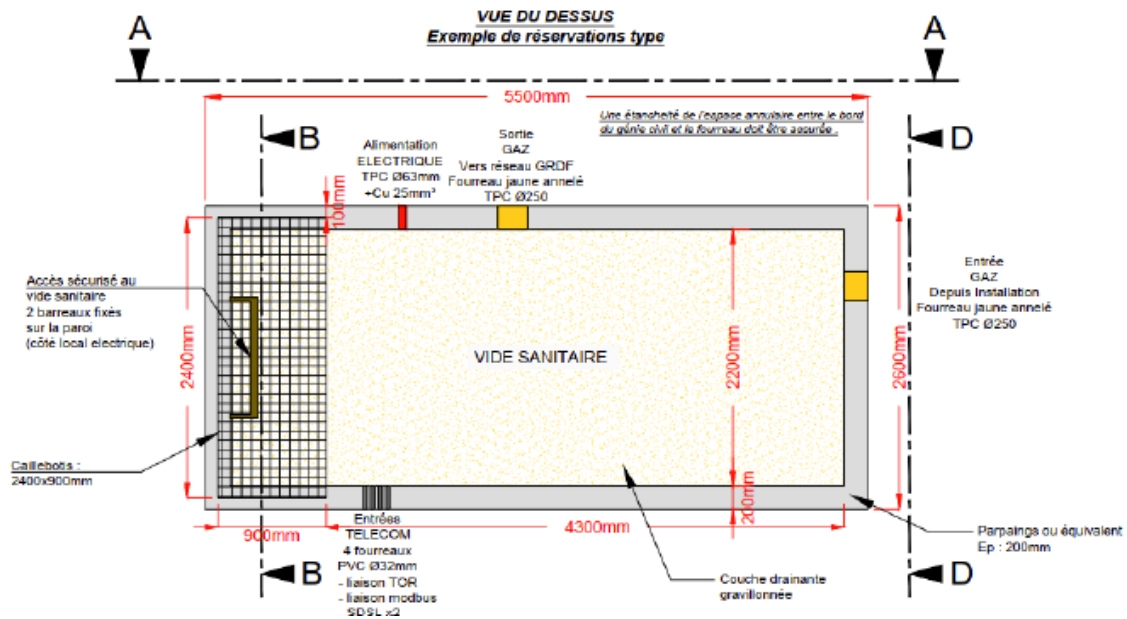 VUE DU DESSUS
Exemple de réservations type
A
A
5500mm
Une étanchéité de l'espace annulaire entre le bord
du génie civil et le fourreau doit être assurée .
B
D
Alimentation
ELECTRIQUE
TPC Ø63mm
+Cu 25mm²
Sortie
GAZ
Vers réseau GRDF
Fourreau jaune annelé
TPC Ø250
100mm
Accès sécurisé au
vide sanitaire
2 barreaux fixés
sur la paroi
(côté local electrique)
Entrée
GAZ
Depuis Installation
Fourreau jaune annelé
TPC Ø250
2400mm
VIDE SANITAIRE
2200mm
2600mm
Caillebotis :
2400x900mm
200mm
900mm
4300mm
Entrées
TELECOM
4 fourreaux
PVC Ø32mm
- liaison TOR
- liaison modbus
SDSL x2
Parpaings ou équivalent
Ep : 200mm
Couche drainante
gravillonnée
B
D